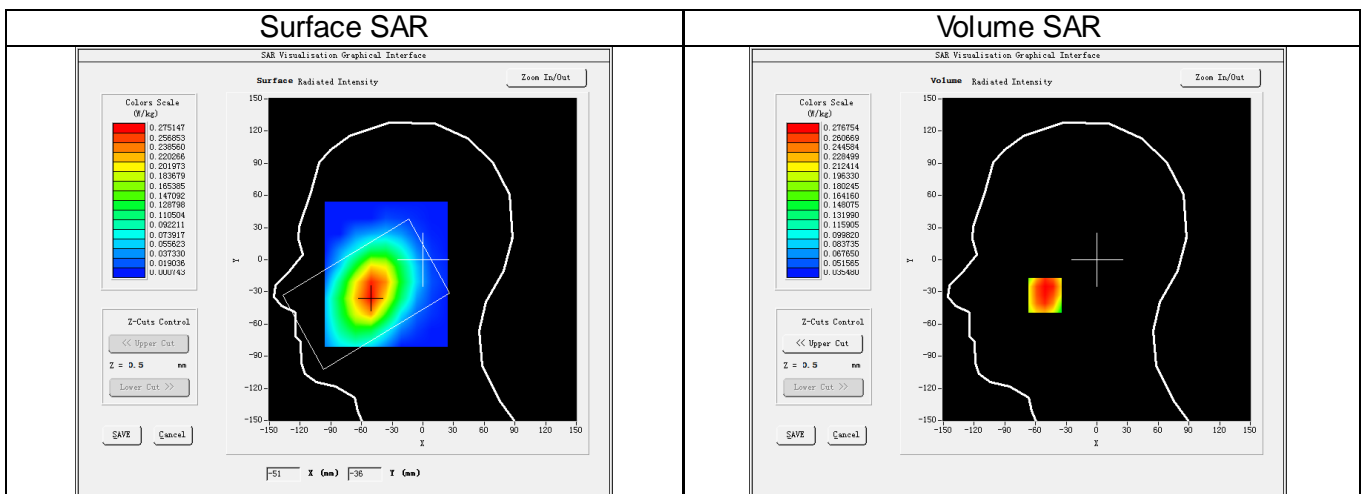 Surface SAR
SAR Visualisation Graphical Interface
Surface Radiated Intensity
Zoom In/Out
Colors Scale
(W/kg)
0.275147
0.256853
0.238560
0.220266
0.201973
0.183679
0.165385
0.147092
0.128798
0.110504
0.092211
0.073917
0.055623
0.037330
0.019036
0.000743
Z-Cuts Control
<< Upper Cut
Z = 0.5 mm
Lower Cut >>
SAVE Cancel
150
120
90
60
30
0
-30
-60
-90
-120
-150
Y
-150 -120 -90 -60 -30 0 30 60 90 120 150
X
-51 X (mm) -36 Y (mm)
Volume SAR
SAR Visualisation Graphical Interface
Volume Radiated Intensity
Zoom In/Out
Colors Scale
(W/kg)
0.276754
0.260669
0.244584
0.228499
0.212414
0.196330
0.180245
0.164160
0.148075
0.131990
0.115905
0.099820
0.083735
0.067650
0.051565
0.035480
Z-Cuts Control
<< Upper Cut
Z = 0.5 mm
Lower Cut >>
SAVE Cancel
150
120
90
60
30
0
-30
-60
-90
-120
-150
Y
-150 -120 -90 -60 -30 0 30 60 90 120 150
X